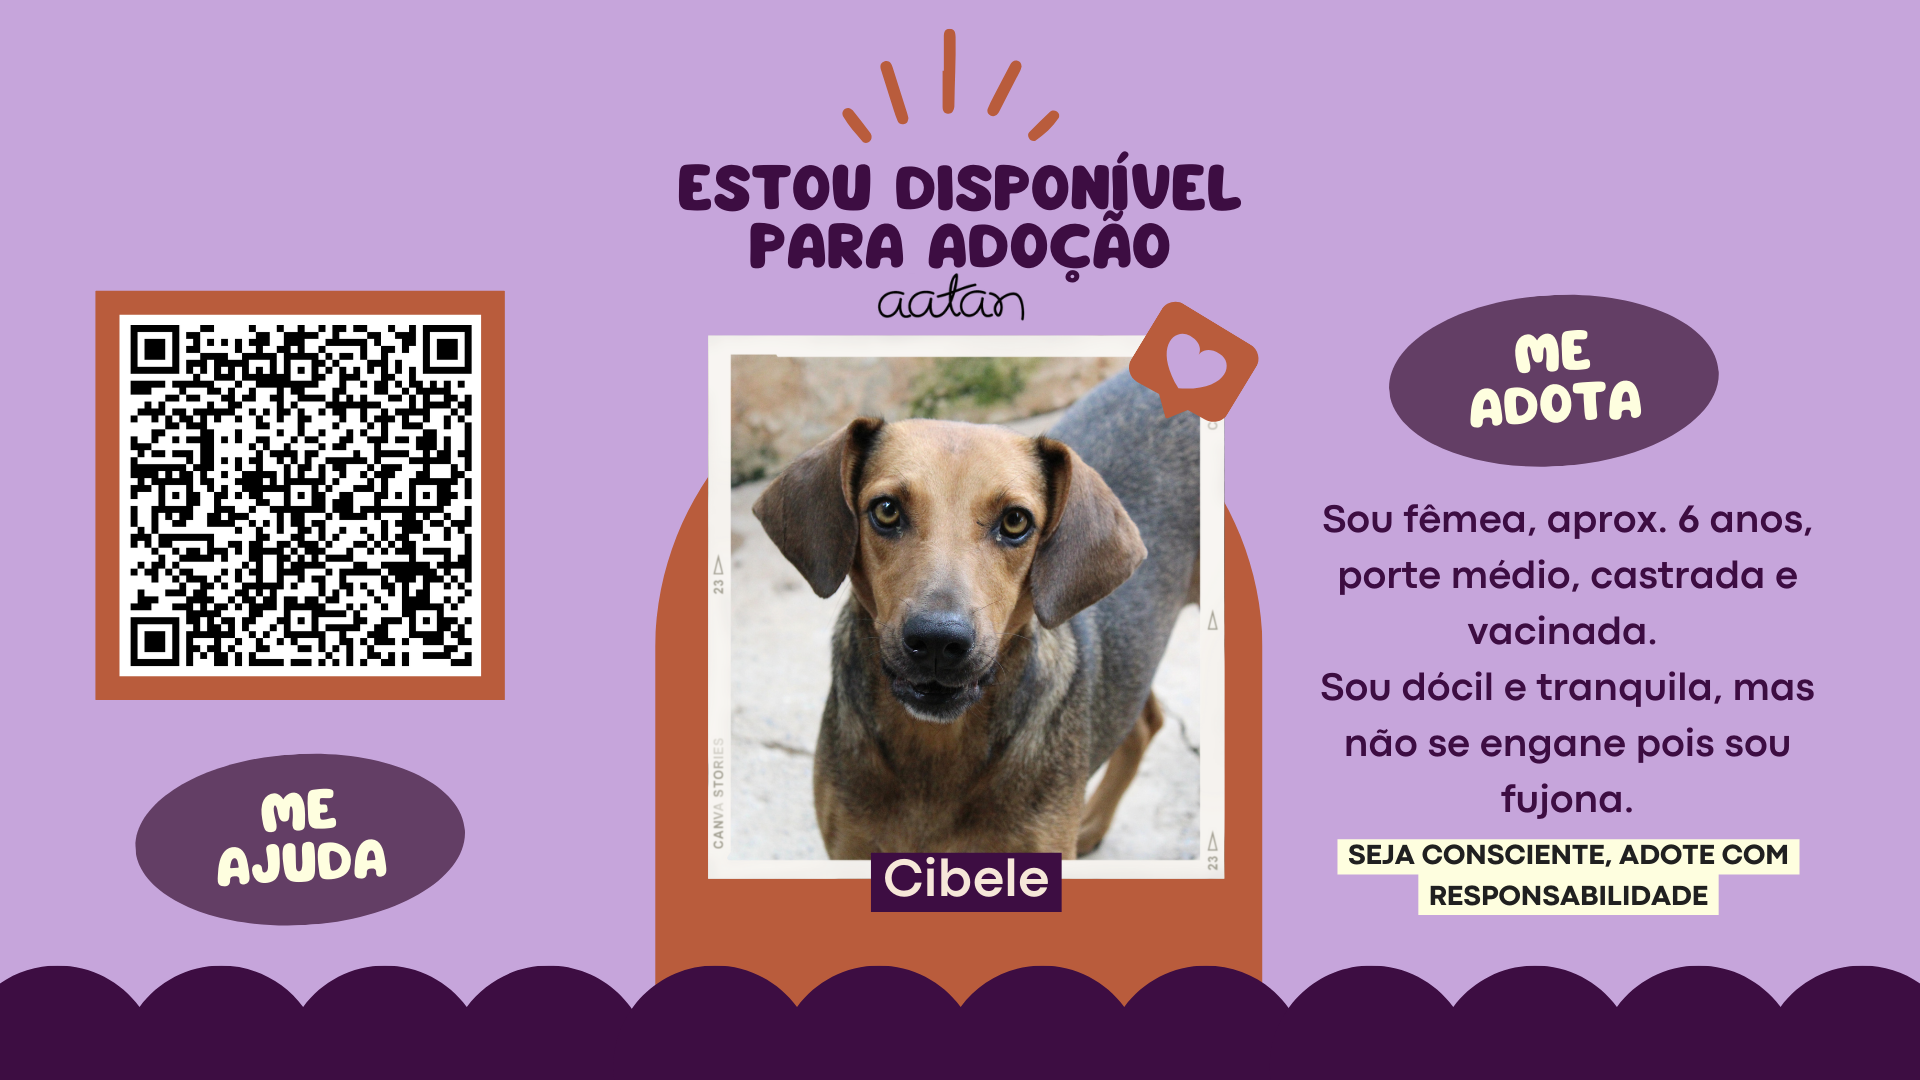 ESTOU DISPONÍVEL
PARA ADOÇÃO
aatan
ME
AJUDA
23
CANVA STORIES
23
Cibele
ME
ADOTA
Sou fêmea, aprox. 6 anos,
porte médio, castrada e
vacinada.
Sou dócil e tranquila, mas
não se engane pois sou
fujona.
SEJA CONSCIENTE, ADOTE COM
RESPONSABILIDADE